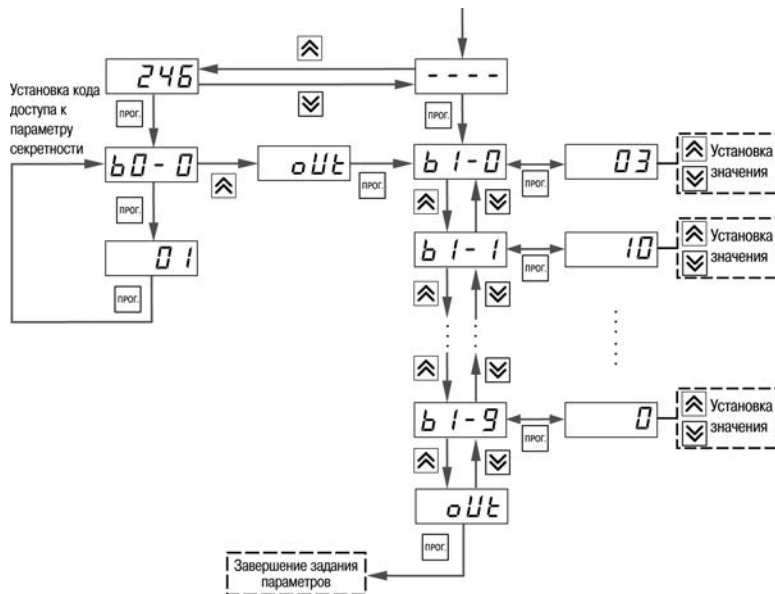 246
- - - -
Установка кода
доступа к
параметру
секретности
ПРОГ.
ПРОГ.
b0-0
oUt
b1-0
03
Установка
значения
ПРОГ.
ПРОГ.
ПРОГ.
01
b1-1
10
Установка
значения
ПРОГ.
ПРОГ.
b1-9
0
Установка
значения
ПРОГ.
oUt
ПРОГ.
Завершение задания
параметров